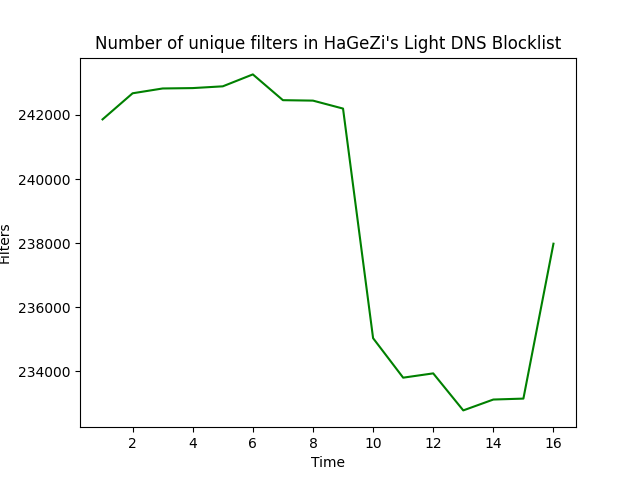 Number of unique filters in HaGeZi's Light DNS Blocklist
242000
240000
238000
236000
234000
Filters
2 4 6 8 10 12 14 16
Time